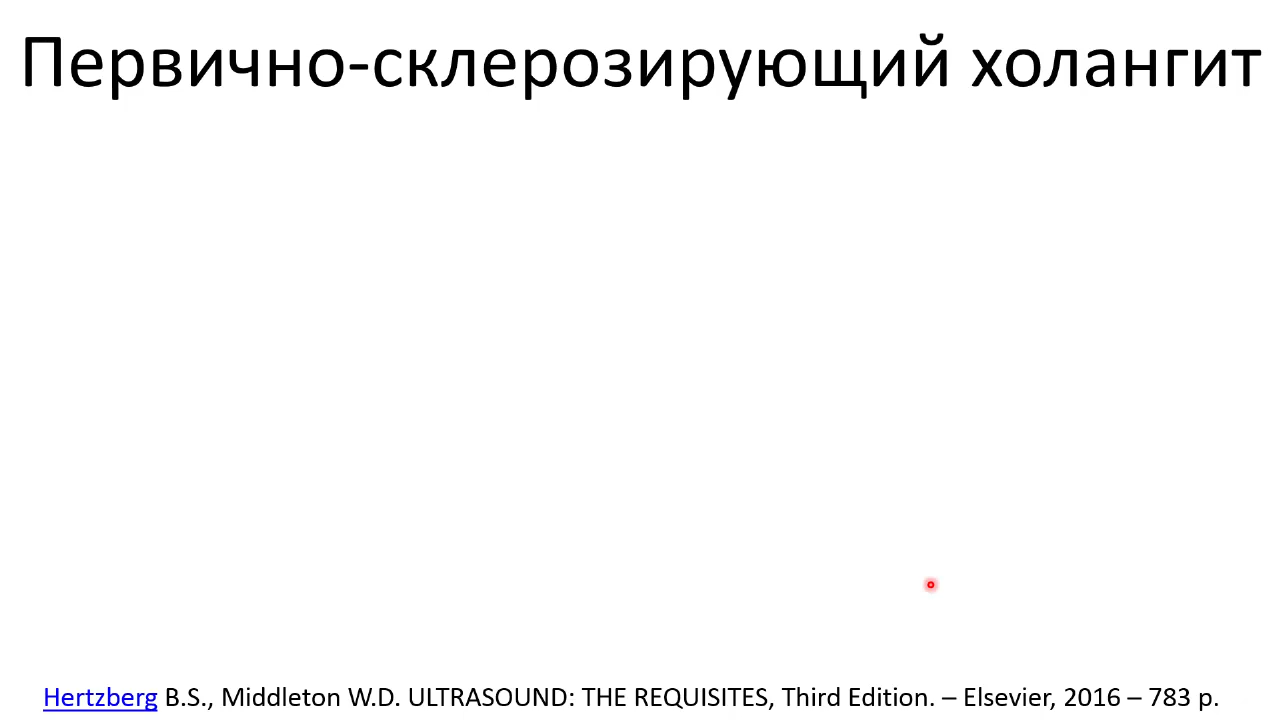 Первично-склерозирующий холангит
Hertzberg B.S., Middleton W.D. ULTRASOUND: THE REQUISITES, Third Edition. – Elsevier, 2016 – 783 p.